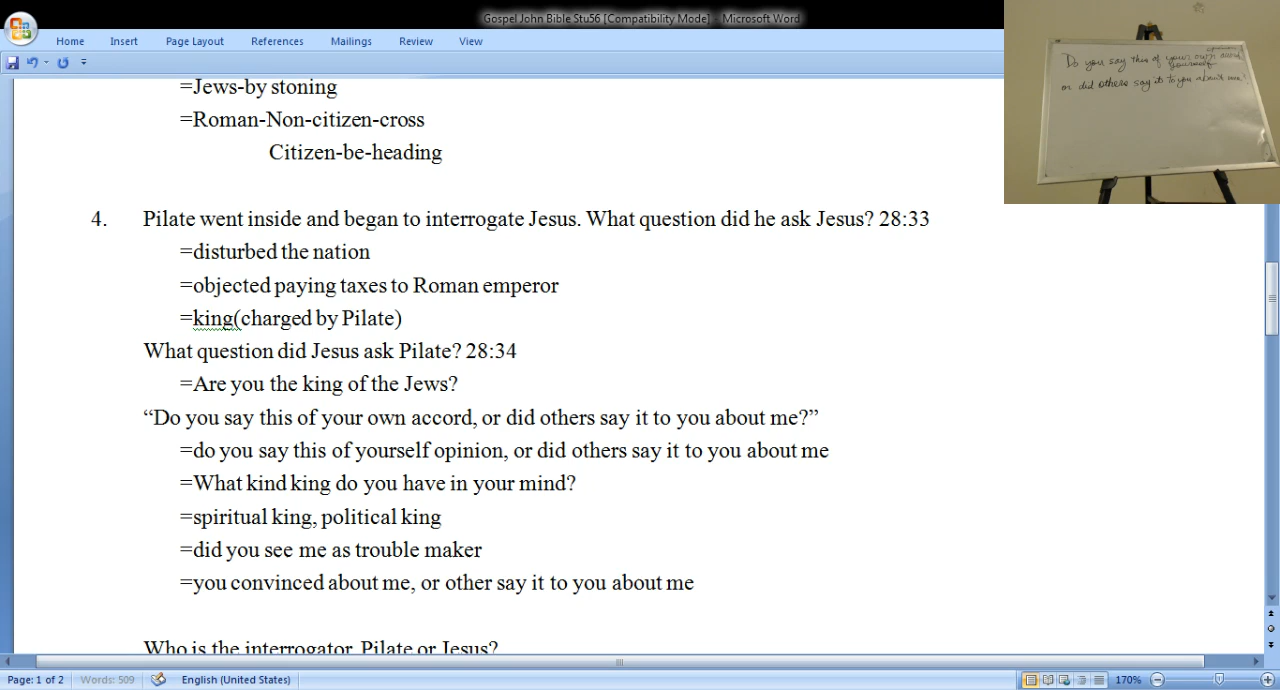 Gospel John Bible Stu56 [Compatibility Mode] - Microsoft Word
Home Insert Page Layout References Mailings Review View
=Jews-by stoning
=Roman-Non-citizen-cross
Citizen-be-heading
4. Pilate went inside and began to interrogate Jesus. What question did he ask Jesus? 28:33
=disturbed the nation
=objected paying taxes to Roman emperor
=king(charged by Pilate)
What question did Jesus ask Pilate? 28:34
=Are you the king of the Jews?
“Do you say this of your own accord, or did others say it to you about me?”
=do you say this of yourself opinion, or did others say it to you about me
=What kind king do you have in your mind?
=spiritual king, political king
=did you see me as trouble maker
=you convinced about me, or other say it to you about me
Who is the interrogator, Pilate or Jesus?
Page: 1 of 2 Words: 509 English (United States) 170%
opinion
Do you say this of your own accord
yourself
or did others say it to you about me?